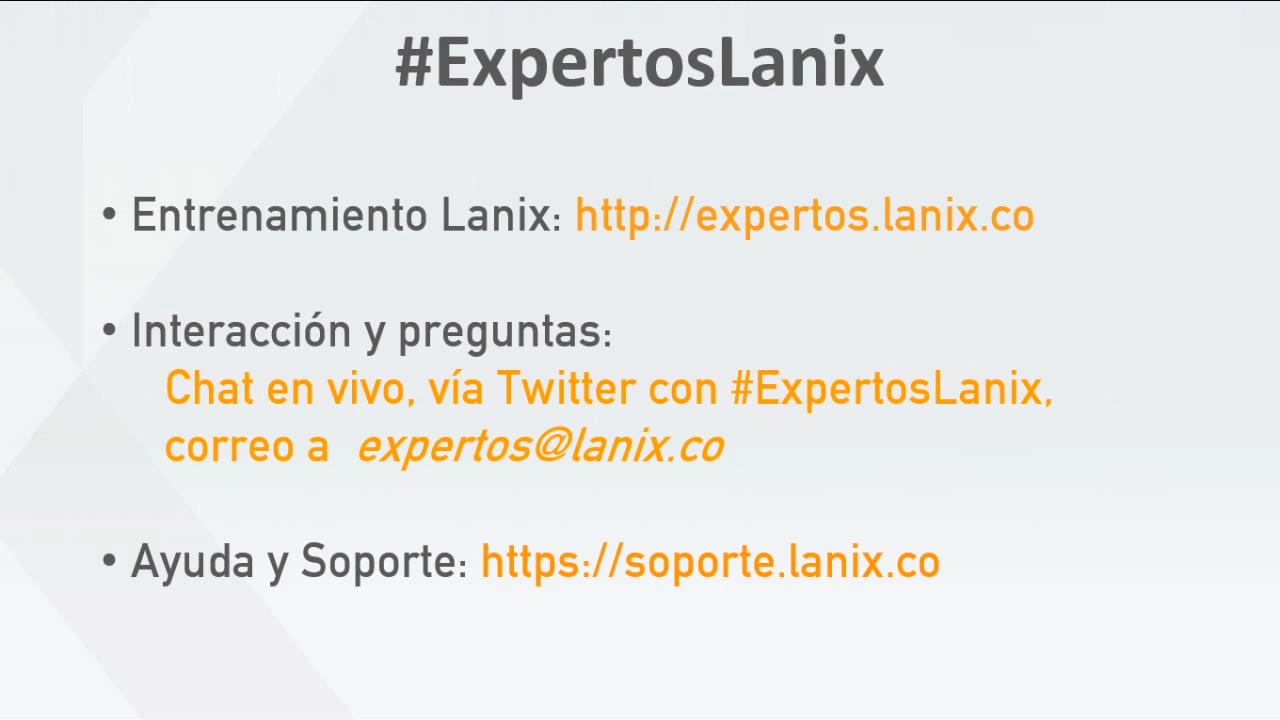 #ExpertosLanix
• Entrenamiento Lanix: http://expertos.lanix.co
• Interacción y preguntas:
Chat en vivo, vía Twitter con #ExpertosLanix,
correo a expertos@lanix.co
• Ayuda y Soporte: https://soporte.lanix.co